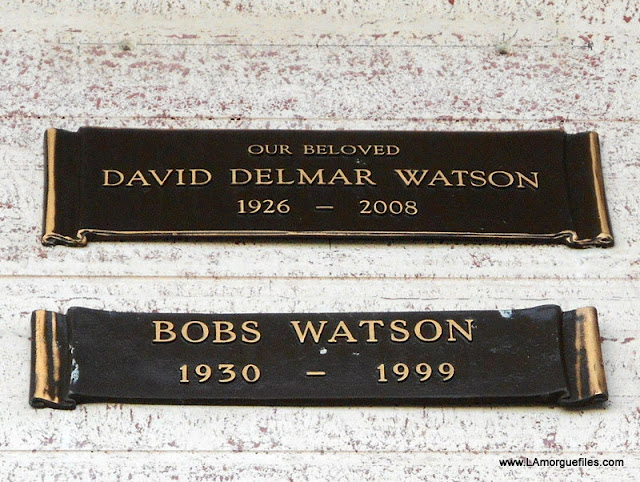 OUR BELOVED
DAVID DELMAR WATSON
1926 – 2008
BOBS WATSON
1930 – 1999
www.LAmorguefiles.com